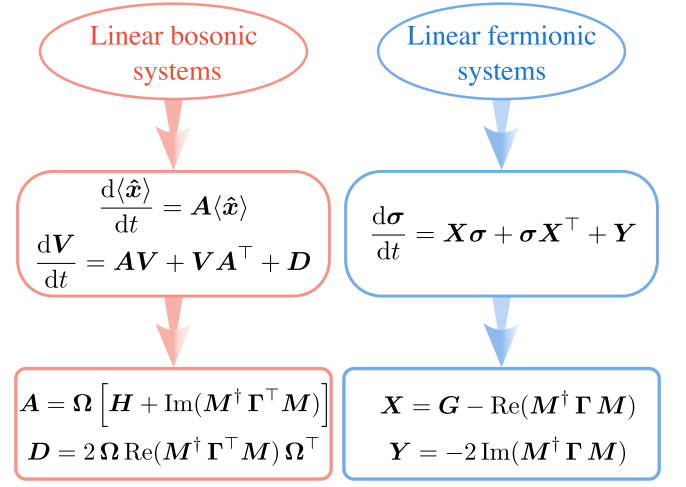 Linear bosonic
systems
d⟨x̂⟩/dt = A⟨x̂⟩
dV/dt = AV + VA⊤ + D
A = Ω [H + Im(M† Γ⊤ M)]
D = 2 Ω Re(M† Γ⊤ M) Ω⊤
Linear fermionic
systems
dσ/dt = Xσ + σX⊤ + Y
X = G − Re(M† Γ M)
Y = −2 Im(M† Γ M)